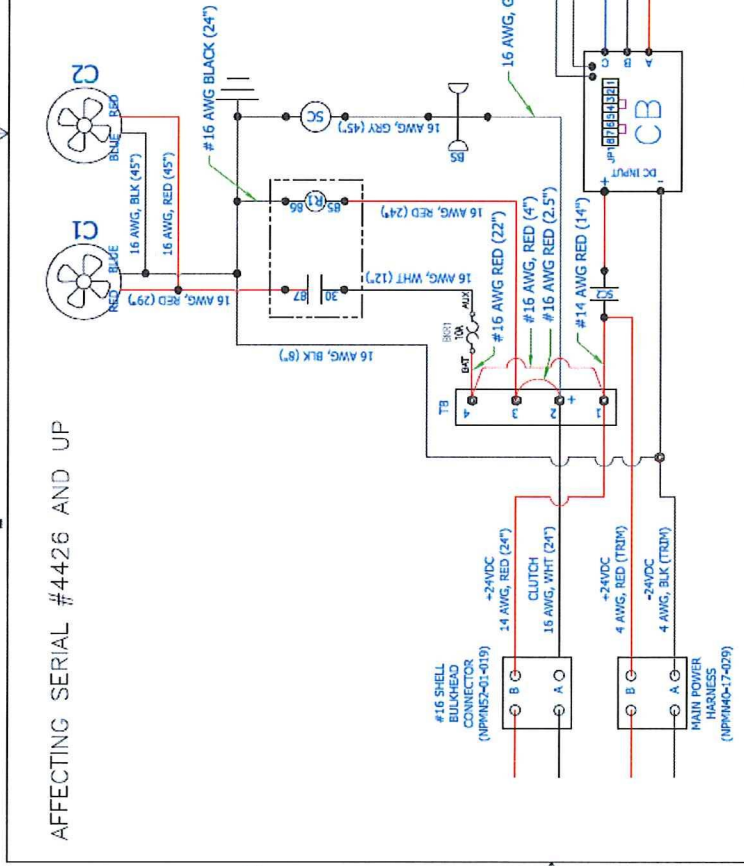 AFFECTING SERIAL #4426 AND UP
C2
RED
BLUE
16 AWG, BLK (45")
16 AWG, RED (45")
C1
BLUE
RED
16 AWG, RED (29")
#16 AWG BLACK (24")
SC
16 AWG, GRY (45")
BS
16 AWG, G
R1
86
85
16 AWG, RED (24")
87
30
16 AWG, WHT (12")
16 AWG, BLK (8")
BKR1
10A
AUX
BAT
#16 AWG RED (22")
#16 AWG, RED (4")
#16 AWG RED (2.5")
#14 AWG RED (14")
TB
4
3
2
+
1
SC2
C
B
A
JP1
8 7 6 5 4 3 2 1
CB
DC INPUT
+
-
#16 SHELL
BULKHEAD
CONNECTOR
(NPMN52-01-019)
B
A
+24VDC
14 AWG, RED (24")
CLUTCH
16 AWG, WHT (24")
+24VDC
4 AWG, RED (TRIM)
-24VDC
4 AWG, BLK (TRIM)
B
A
MAIN POWER
HARNESS
(NPMN40-17-029)